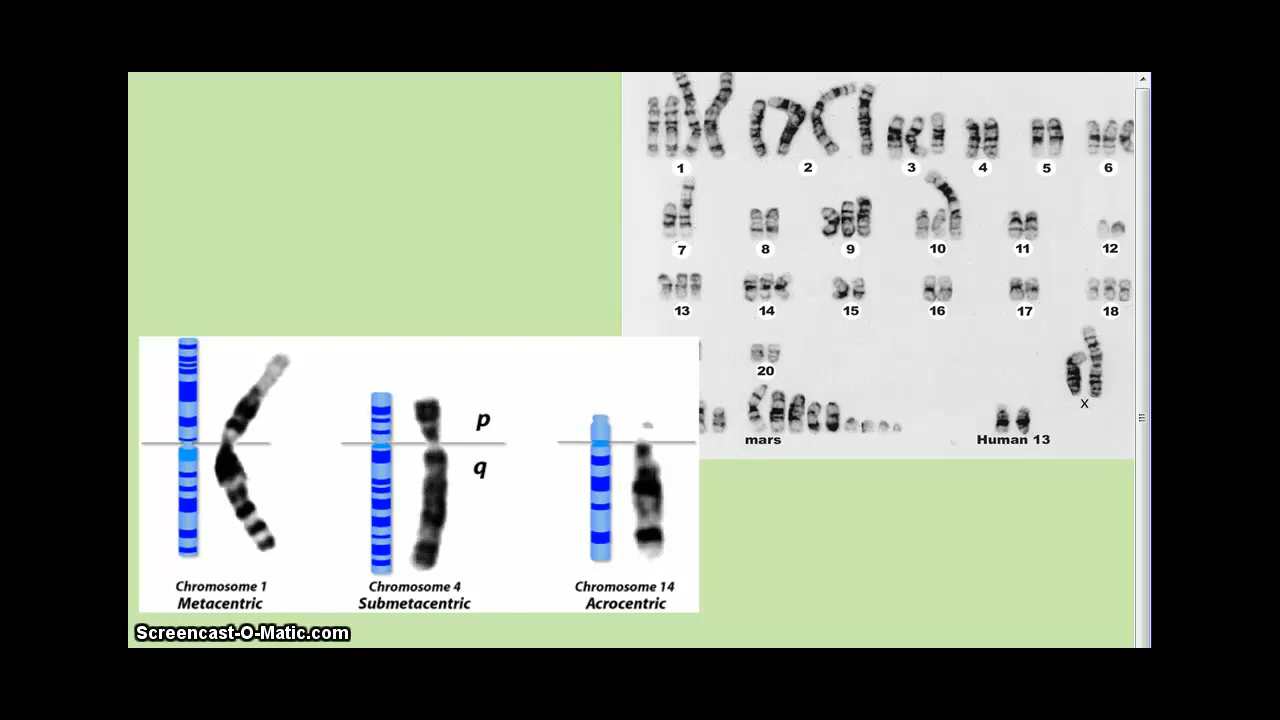 1 2 3 4 5 6
7 8 9 10 11 12
13 14 15 16 17 18
20
X
mars Human 13
p
q
Chromosome 1 Chromosome 4 Chromosome 14
Metacentric Submetacentric Acrocentric
Screencast-O-Matic.com